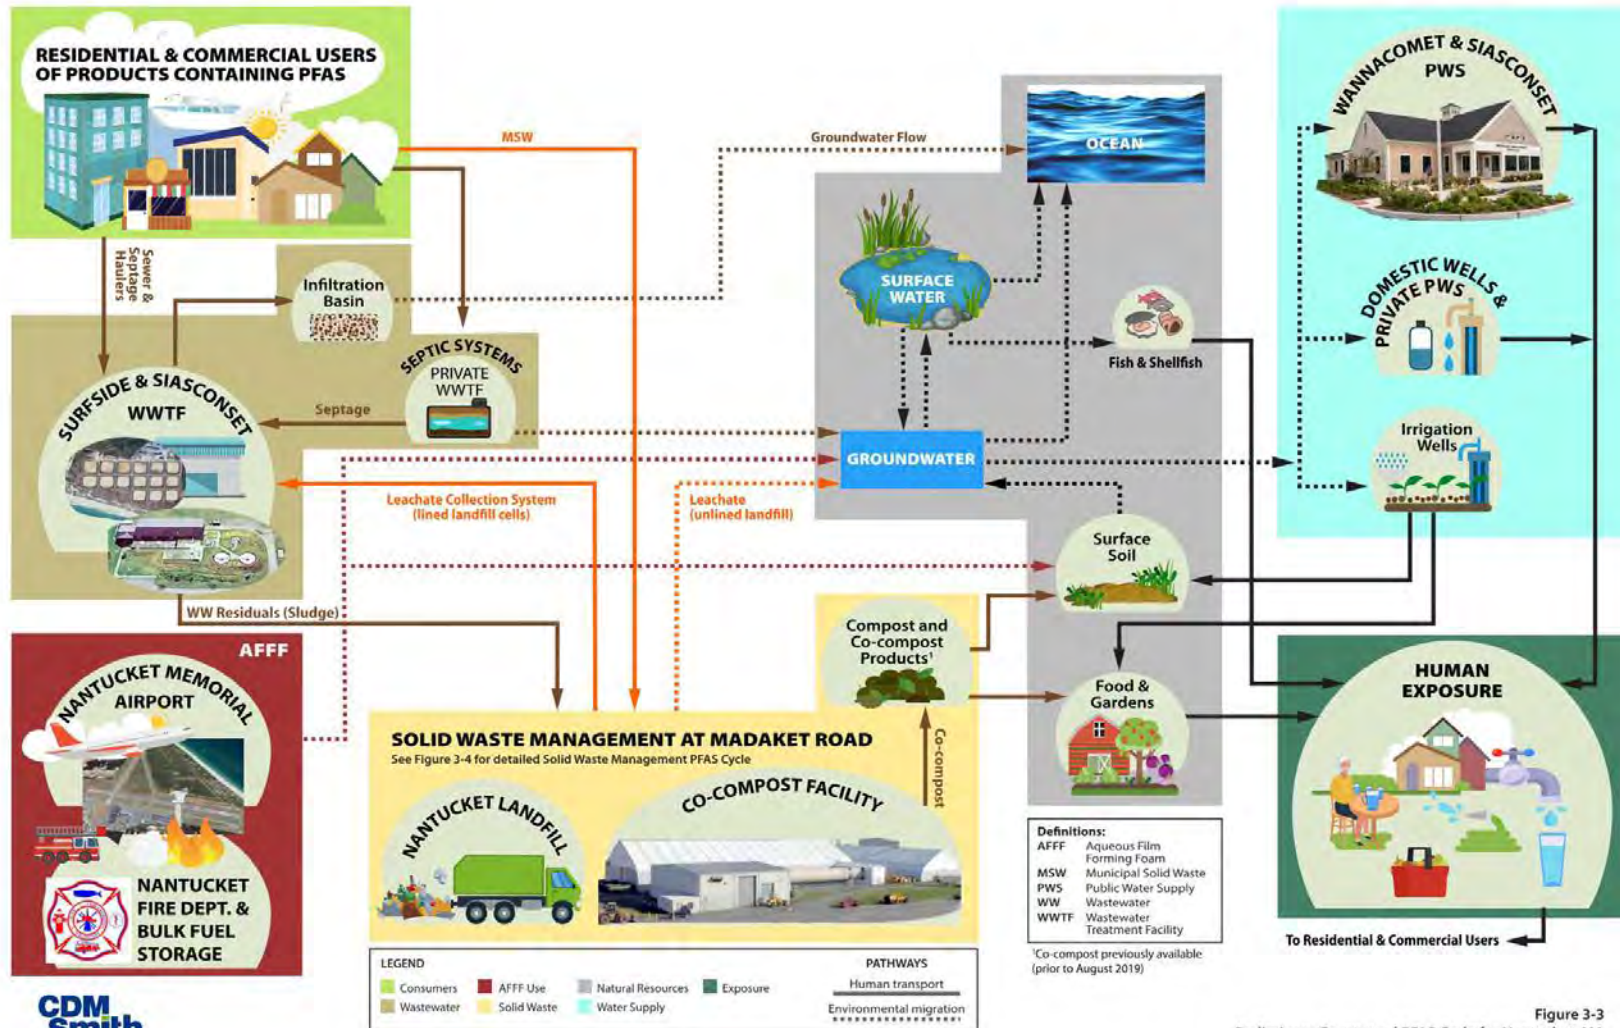 RESIDENTIAL & COMMERCIAL USERS
OF PRODUCTS CONTAINING PFAS
MSW
Groundwater Flow
OCEAN
WANNACOMET & SIASCONSET
PWS
Sewer &
Septage
Haulers
Infiltration
Basin
SURFACE
WATER
DOMESTIC WELLS &
PRIVATE PWS
Fish & Shellfish
SEPTIC SYSTEMS
PRIVATE
WWTF
SURFSIDE & SIASCONSET
WWTF
Septage
Irrigation
Wells
GROUNDWATER
Leachate Collection System
(lined landfill cells)
Leachate
(unlined landfill)
Surface
Soil
WW Residuals (Sludge)
Compost and
Co-compost
Products¹
AFFF
NANTUCKET MEMORIAL
AIRPORT
Food &
Gardens
HUMAN
EXPOSURE
Co-compost
SOLID WASTE MANAGEMENT AT MADAKET ROAD
See Figure 3-4 for detailed Solid Waste Management PFAS Cycle
NANTUCKET LANDFILL
CO-COMPOST FACILITY
NANTUCKET
FIRE DEPT. &
BULK FUEL
STORAGE
Definitions:
AFFF Aqueous Film
Forming Foam
MSW Municipal Solid Waste
PWS Public Water Supply
WW Wastewater
WWTF Wastewater
Treatment Facility
¹Co-compost previously available
(prior to August 2019)
To Residential & Commercial Users
LEGEND
Consumers
AFFF Use
Natural Resources
Exposure
Wastewater
Solid Waste
Water Supply
PATHWAYS
Human transport
Environmental migration
CDM
Smith
Figure 3-3